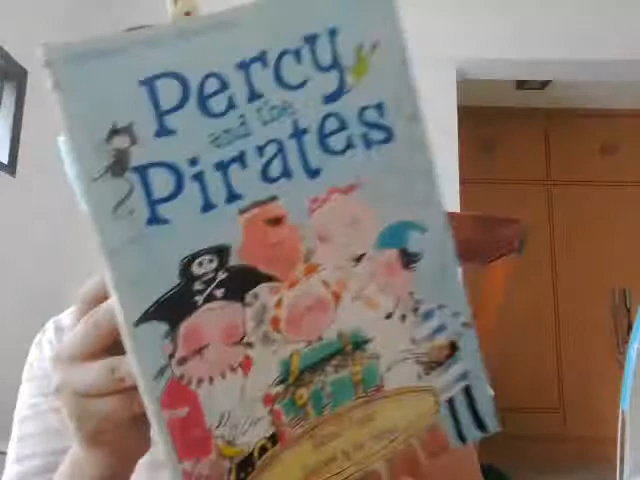 Percy
and the
Pirates